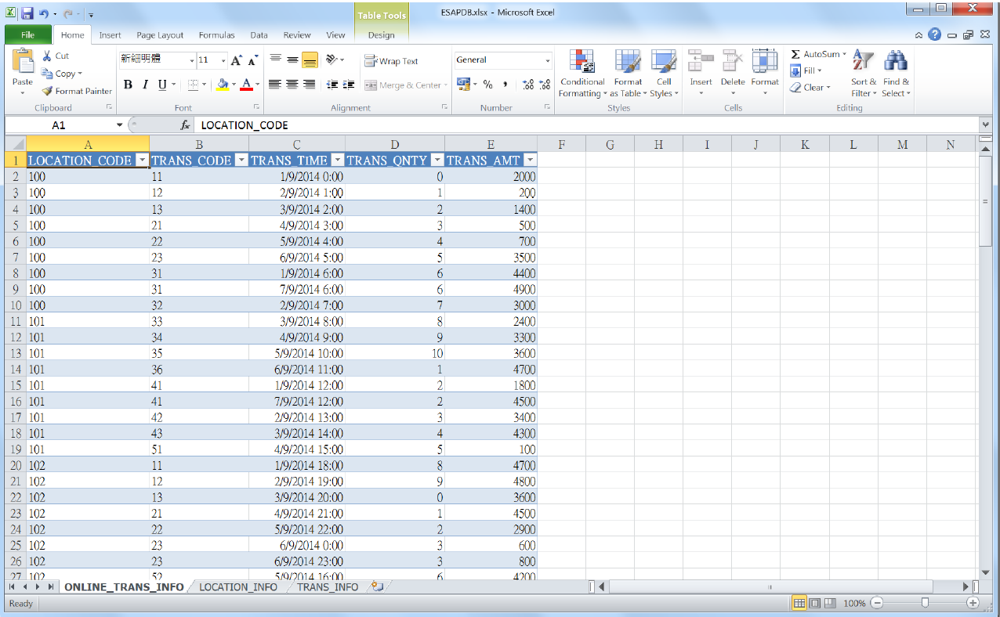 Table Tools
ESAPDB.xlsx - Microsoft Excel
File Home Insert Page Layout Formulas Data Review View Design
Paste
Cut
Copy
Format Painter
Clipboard
新細明體 11
B I U
Font
Wrap Text
Merge & Center
Alignment
General
% ,
Number
Conditional Formatting
Format as Table
Cell Styles
Styles
Insert Delete Format
Cells
Σ AutoSum
Fill
Clear
Sort & Filter
Find & Select
Editing
A1 fx LOCATION_CODE
A B C D E F G H I J K L M N
1 LOCATION_CODE TRANS_CODE TRANS_TIME TRANS_QNTY TRANS_AMT
2 100 11 1/9/2014 0:00 0 2000
3 100 12 2/9/2014 1:00 1 200
4 100 13 3/9/2014 2:00 2 1400
5 100 21 4/9/2014 3:00 3 500
6 100 22 5/9/2014 4:00 4 700
7 100 23 6/9/2014 5:00 5 3500
8 100 31 1/9/2014 6:00 6 4400
9 100 31 7/9/2014 6:00 6 4900
10 100 32 2/9/2014 7:00 7 3000
11 101 33 3/9/2014 8:00 8 2400
12 101 34 4/9/2014 9:00 9 3300
13 101 35 5/9/2014 10:00 10 3600
14 101 36 6/9/2014 11:00 1 4700
15 101 41 1/9/2014 12:00 2 1800
16 101 41 7/9/2014 12:00 2 4500
17 101 42 2/9/2014 13:00 3 3400
18 101 43 3/9/2014 14:00 4 4300
19 101 51 4/9/2014 15:00 5 100
20 102 11 1/9/2014 18:00 8 4700
21 102 12 2/9/2014 19:00 9 4800
22 102 13 3/9/2014 20:00 0 3600
23 102 21 4/9/2014 21:00 1 4500
24 102 22 5/9/2014 22:00 2 2900
25 102 23 6/9/2014 0:00 3 600
26 102 23 6/9/2014 23:00 3 800
27 102 52 5/9/2014 16:00 6 4200
ONLINE_TRANS_INFO LOCATION_INFO TRANS_INFO
Ready 100%